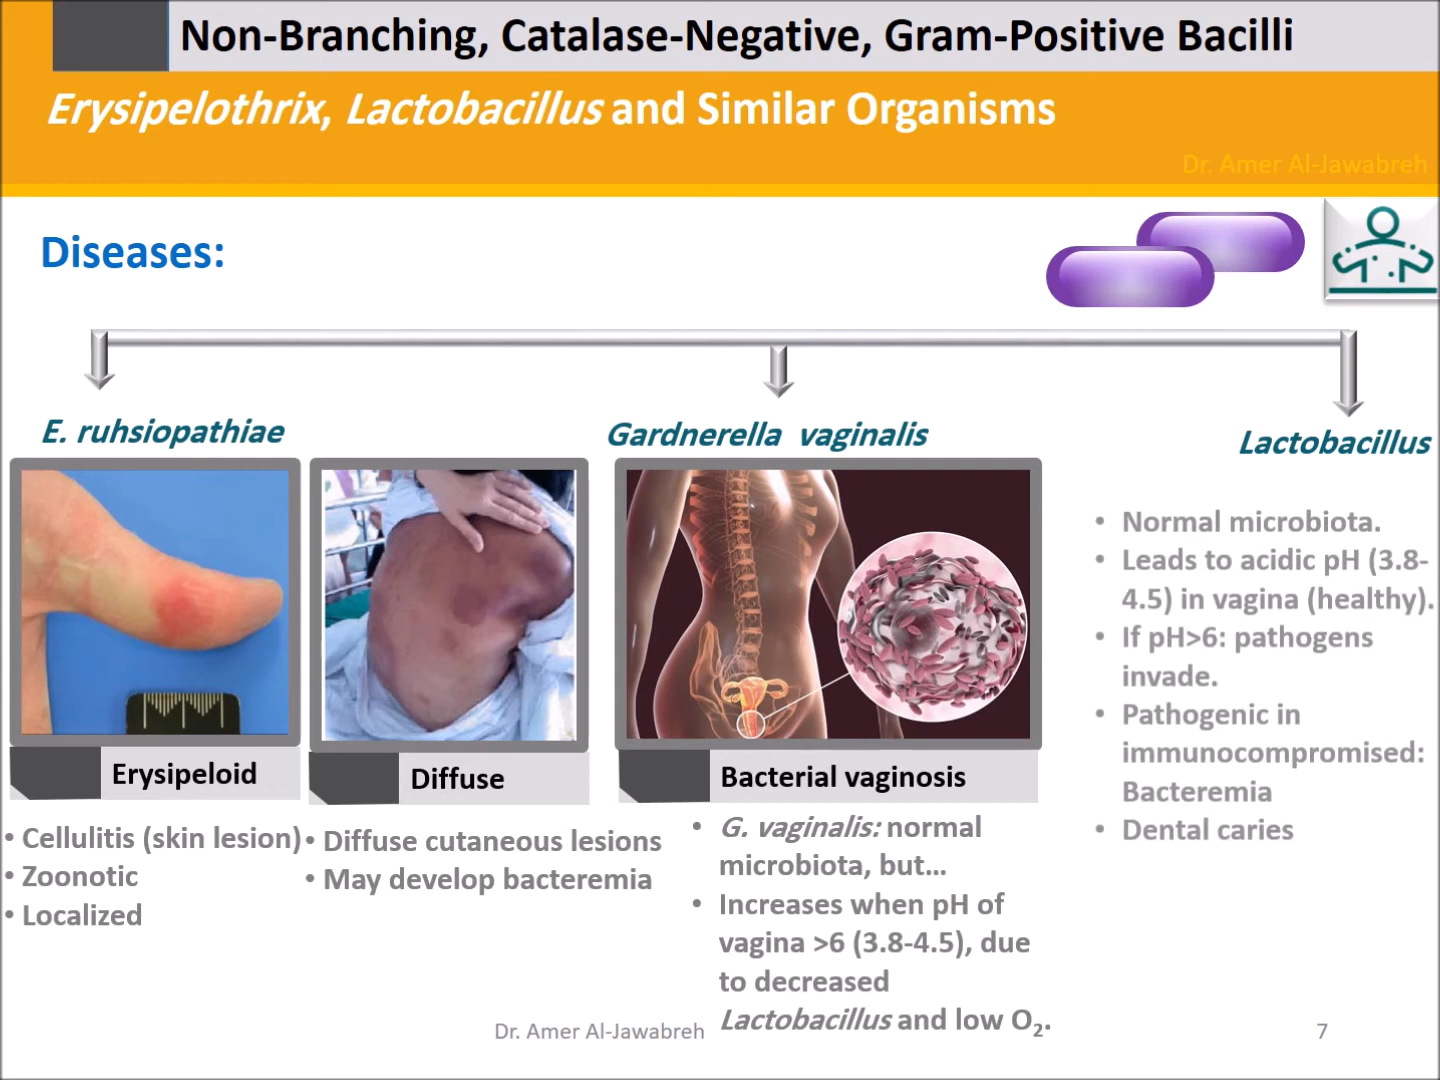 Non-Branching, Catalase-Negative, Gram-Positive Bacilli
Erysipelothrix, Lactobacillus and Similar Organisms
Dr. Amer Al-Jawabreh
Diseases:
E. ruhsiopathiae
Erysipeloid
• Cellulitis (skin lesion)
• Zoonotic
• Localized
Diffuse
• Diffuse cutaneous lesions
• May develop bacteremia
Gardnerella vaginalis
Bacterial vaginosis
• G. vaginalis: normal
microbiota, but...
• Increases when pH of
vagina >6 (3.8-4.5), due
to decreased
Lactobacillus and low O₂.
Lactobacillus
• Normal microbiota.
• Leads to acidic pH (3.8-
4.5) in vagina (healthy).
• If pH>6: pathogens
invade.
• Pathogenic in
immunocompromised:
Bacteremia
• Dental caries
Dr. Amer Al-Jawabreh
7